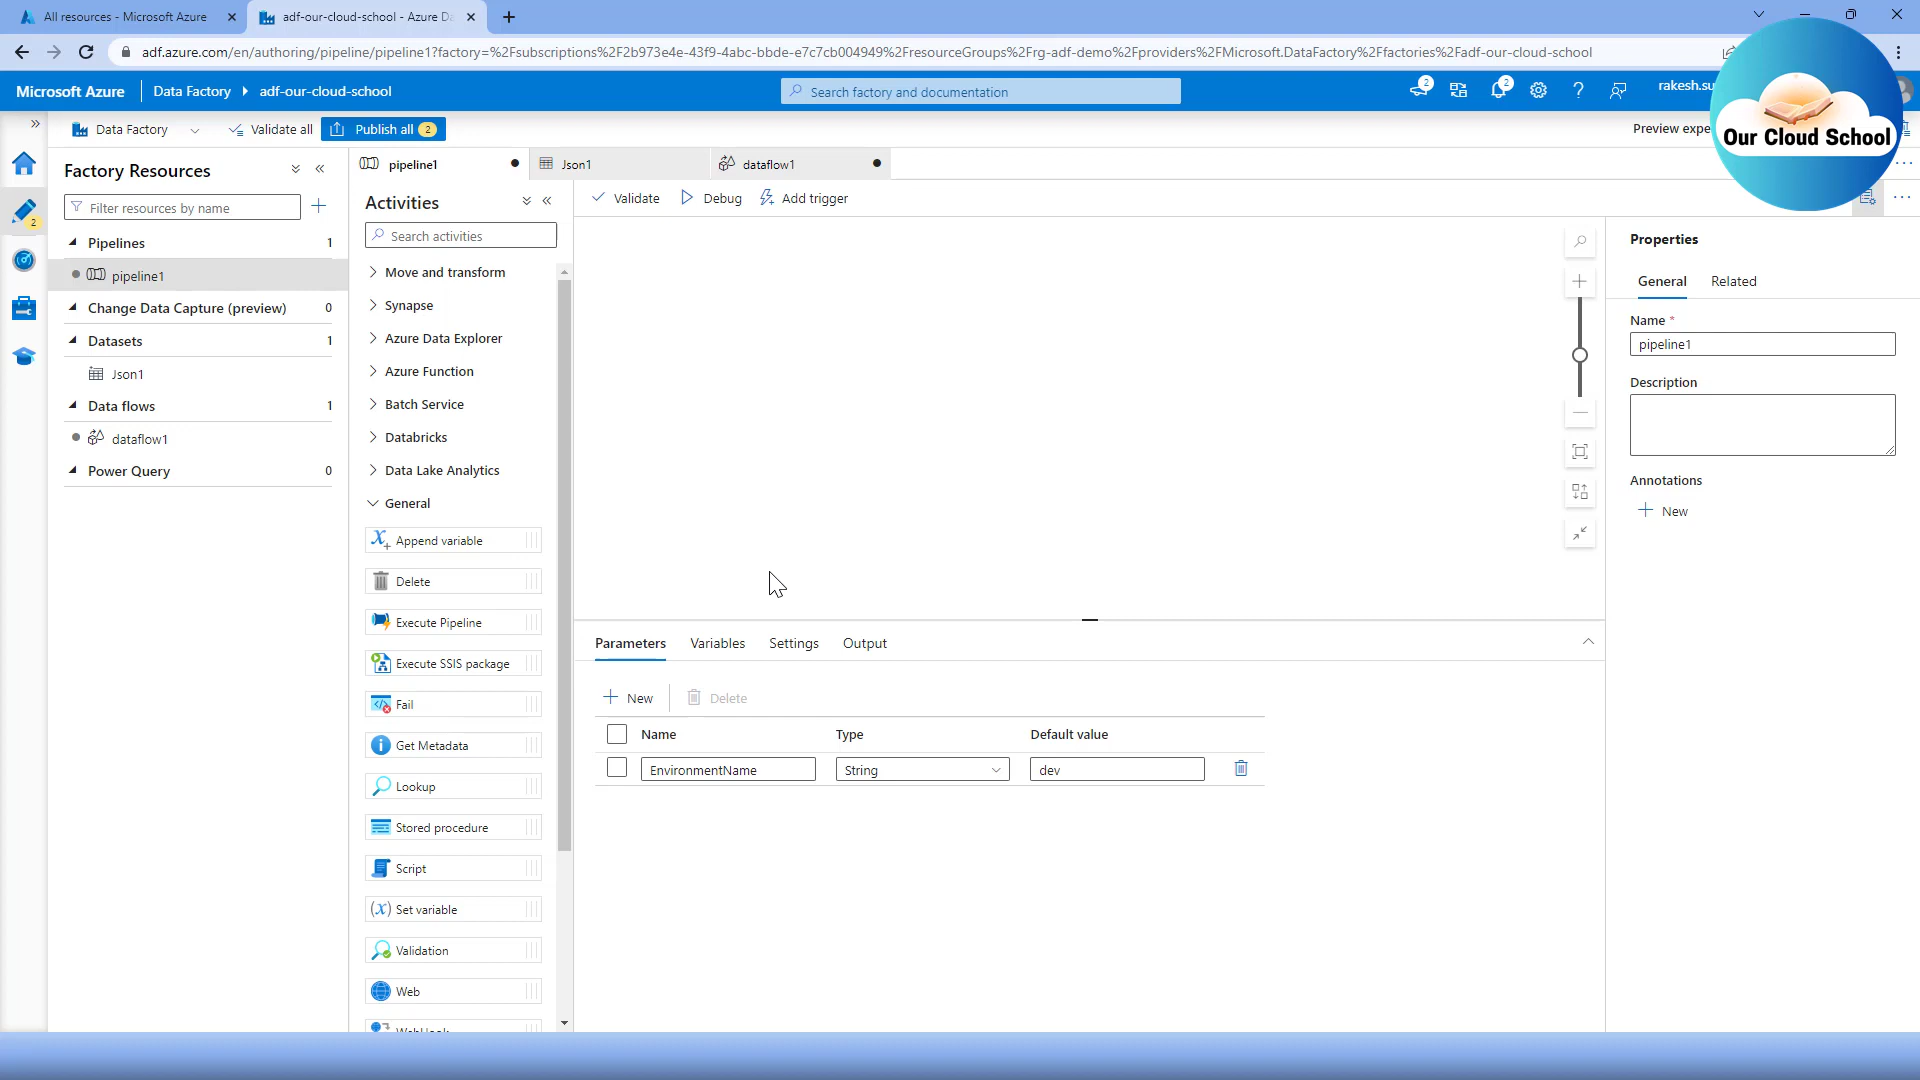 All resources - Microsoft Azure
adf-our-cloud-school - Azure Da
adf.azure.com/en/authoring/pipeline/pipeline1?factory=%2Fsubscriptions%2F2b973e4e-43f9-4abc-bbde-e7c7cb004949%2FresourceGroups%2Frg-adf-demo%2Fproviders%2FMicrosoft.DataFactory%2Ffactories%2Fadf-our-cloud-school
Microsoft Azure
Data Factory
adf-our-cloud-school
Search factory and documentation
2
2
rakesh.su
Our Cloud School
Data Factory
Validate all
Publish all 2
Preview expe
2
Factory Resources
Filter resources by name
Pipelines 1
pipeline1
Change Data Capture (preview) 0
Datasets 1
Json1
Data flows 1
dataflow1
Power Query 0
pipeline1
Json1
dataflow1
Activities
Search activities
Move and transform
Synapse
Azure Data Explorer
Azure Function
Batch Service
Databricks
Data Lake Analytics
General
Append variable
Delete
Execute Pipeline
Execute SSIS package
Fail
Get Metadata
Lookup
Stored procedure
Script
Set variable
Validation
Web
WebHook
Validate
Debug
Add trigger
Parameters
Variables
Settings
Output
New
Delete
Name Type Default value
EnvironmentName String dev
Properties
General
Related
Name *
pipeline1
Description
Annotations
New